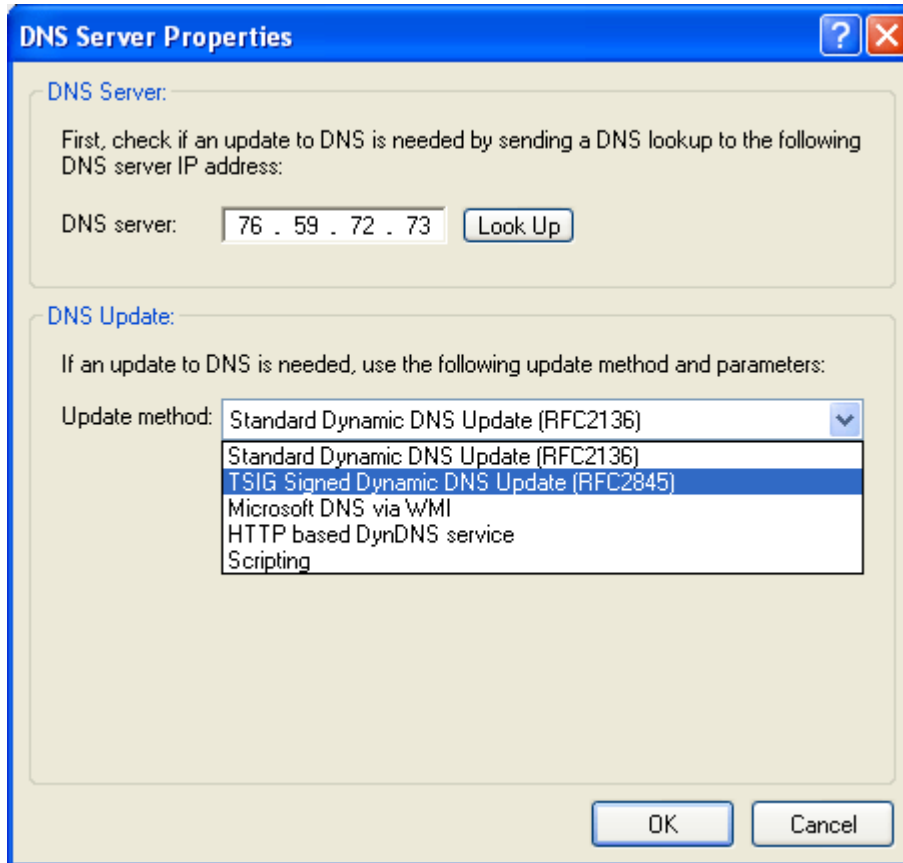 DNS Server Properties
DNS Server:
First, check if an update to DNS is needed by sending a DNS lookup to the following
DNS server IP address:
DNS server: 76 . 59 . 72 . 73 Look Up
DNS Update:
If an update to DNS is needed, use the following update method and parameters:
Update method: Standard Dynamic DNS Update (RFC2136)
Standard Dynamic DNS Update (RFC2136)
TSIG Signed Dynamic DNS Update (RFC2845)
Microsoft DNS via WMI
HTTP based DynDNS service
Scripting
OK Cancel